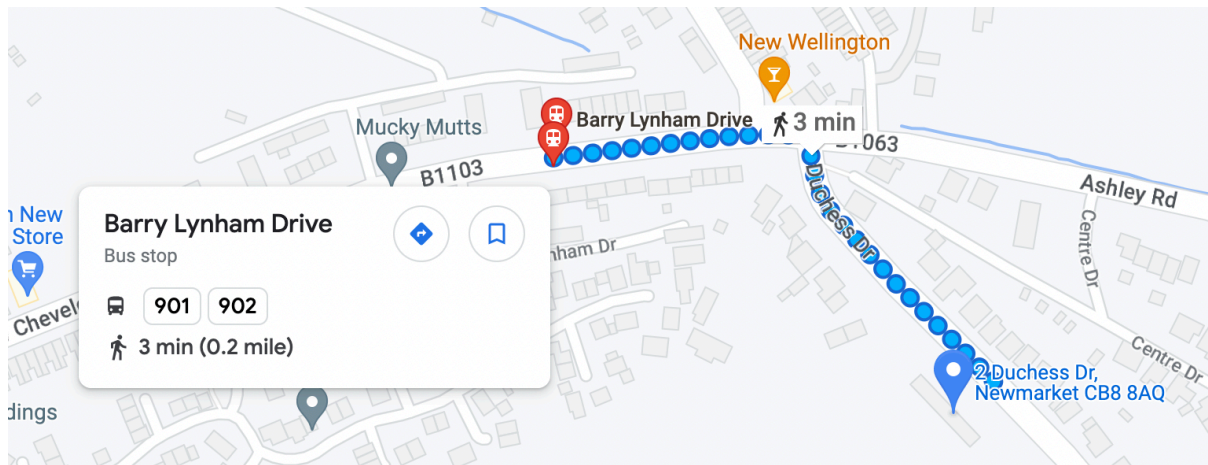 New Wellington
Barry Lynham Drive
3 min
Mucky Mutts
B1103
B1063
Ashley Rd
Duchess Dr
Centre Dr
Centre Dr
nham Dr
n New
Store
Chevele
dings
Barry Lynham Drive
Bus stop
901 902
3 min (0.2 mile)
2 Duchess Dr,
Newmarket CB8 8AQ